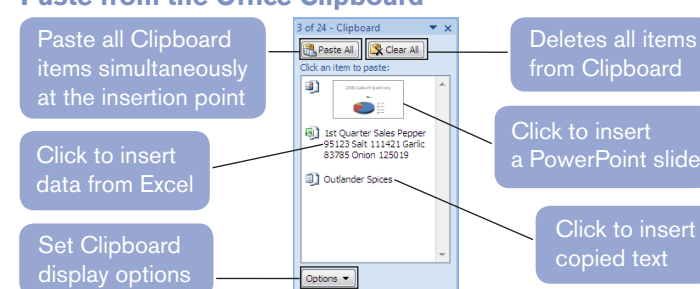 Paste from the Office Clipboard
Paste all Clipboard
items simultaneously
at the insertion point
3 of 24 - Clipboard
Paste All
Clear All
Click an item to paste:
Deletes all items
from Clipboard
2008 Sales Projections
Click to insert
a PowerPoint slide
1st Quarter Sales Pepper
95123 Salt 111421 Garlic
83785 Onion 125019
Click to insert
data from Excel
Outlander Spices
Click to insert
copied text
Set Clipboard
display options
Options